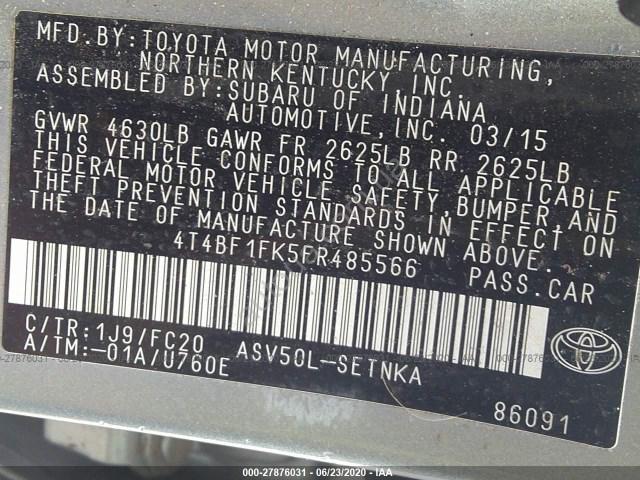 MFD.BY:TOYOTA MOTOR MANUFACTURING,
NORTHERN KENTUCKY, INC.
ASSEMBLED BY:SUBARU OF INDIANA
AUTOMOTIVE,INC. 03/15
GVWR 4630LB GAWR FR 2625LB RR 2625LB
THIS VEHICLE CONFORMS TO ALL APPLICABLE
FEDERAL MOTOR VEHICLE SAFETY,BUMPER,AND
THEFT PREVENTION STANDARDS IN EFFECT ON
THE DATE OF MANUFACTURE SHOWN ABOVE.
4T4BF1FK5FR485566 PASS.CAR
C/TR:1J9/FC20
A/TM:-01A/U760E
ASV50L-SETNKA
TOYOTA
86091
000-27876031 - 06/23/2020 - IAA